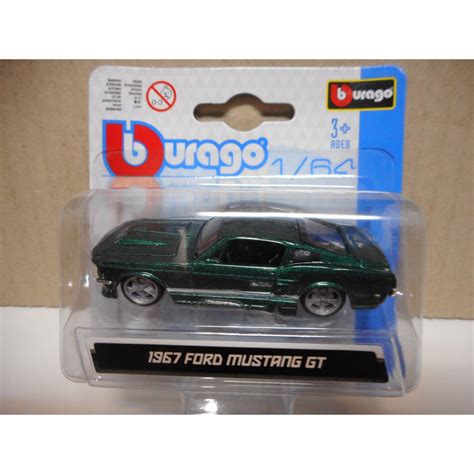 burago
3+
AGES
burago
1/64
1967 FORD MUSTANG GT